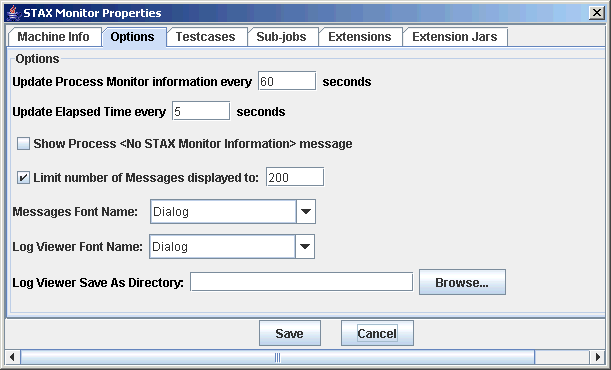 STAX Monitor Properties
Machine Info Options Testcases Sub-jobs Extensions Extension Jars
Options
Update Process Monitor information every 60 seconds
Update Elapsed Time every 5 seconds
Show Process <No STAX Monitor Information> message
Limit number of Messages displayed to: 200
Messages Font Name: Dialog
Log Viewer Font Name: Dialog
Log Viewer Save As Directory: Browse...
Save Cancel